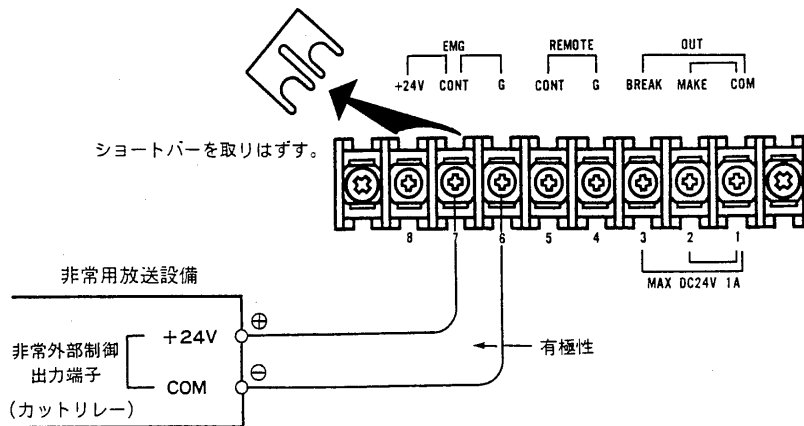 EMG
REMOTE
OUT
+24V CONT G CONT G BREAK MAKE COM
ショートバーを取りはずす。
8 7 6 5 4 3 2 1
MAX DC24V 1A
非常用放送設備
+24V ⊕
非常外部制御
出力端子
COM ⊖
(カットリレー)
有極性